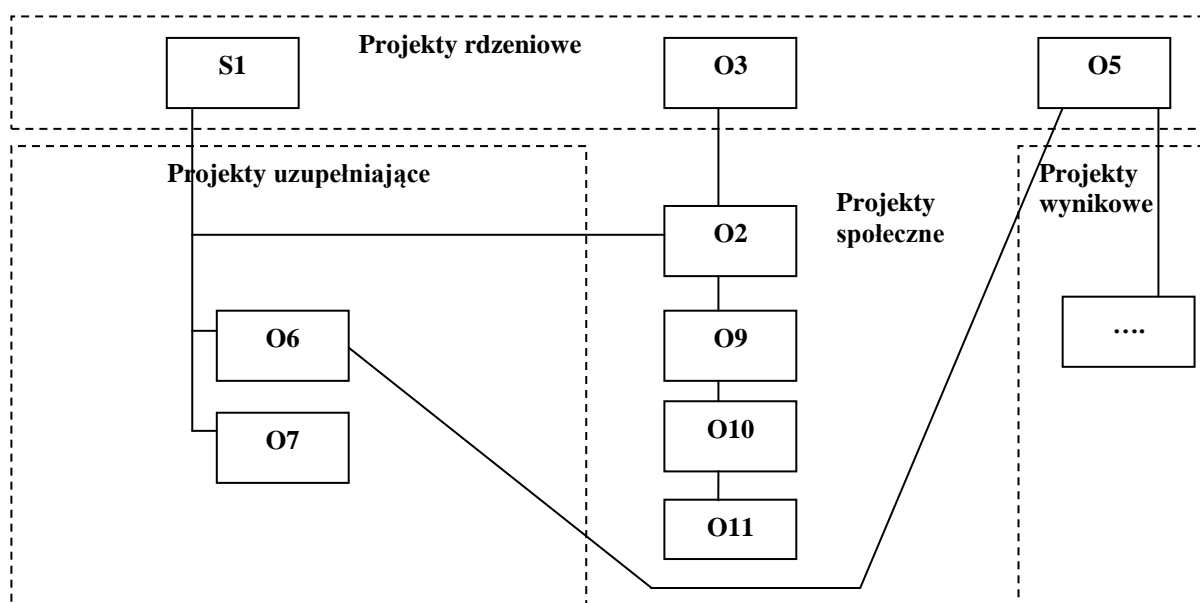 Projekty rdzeniowe
S1
O3
O5
Projekty uzupełniające
Projekty
społeczne
Projekty
wynikowe
O2
O6
O9
….
O7
O10
O11